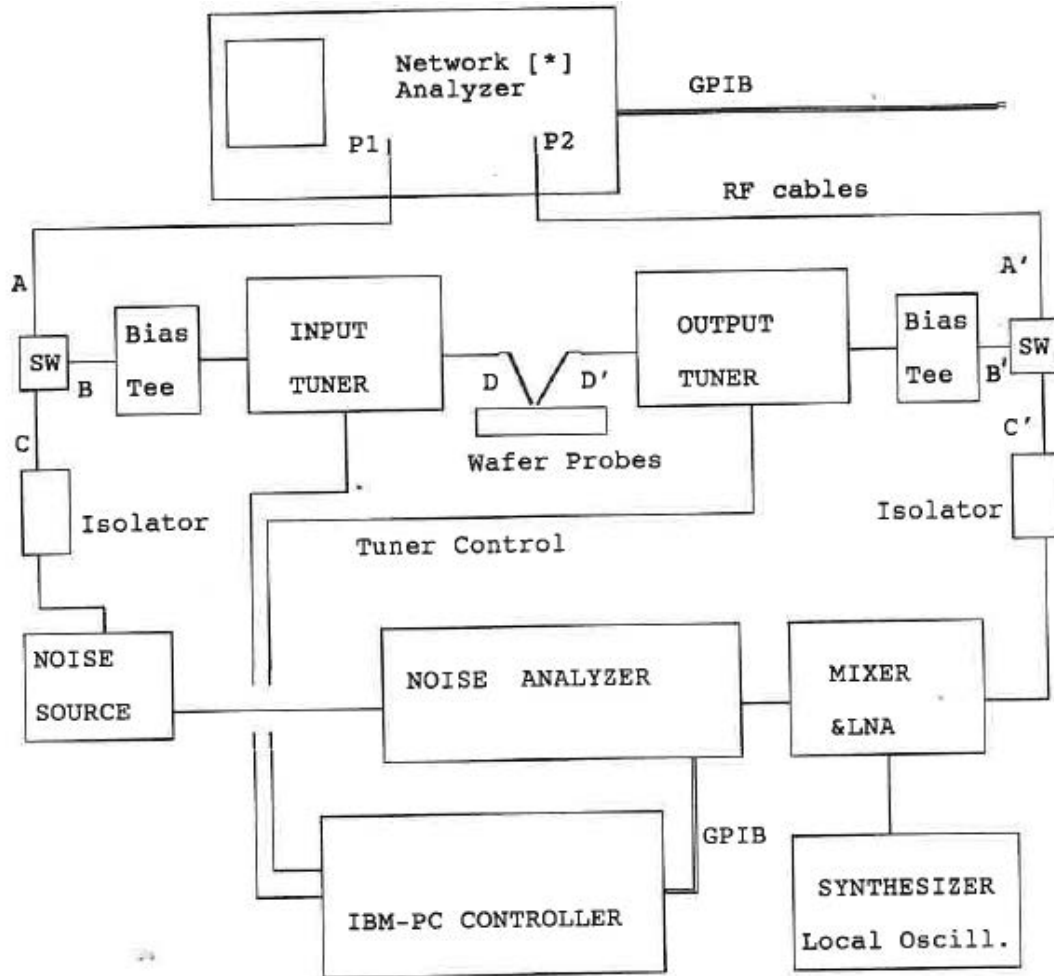 Network [*]
Analyzer
GPIB
P1
P2
RF cables
A
A'
Bias
Tee
INPUT
TUNER
OUTPUT
TUNER
Bias
Tee
SW
SW
B
D
D'
B'
C
C'
Wafer Probes
Isolator
Isolator
Tuner Control
NOISE
SOURCE
NOISE ANALYZER
MIXER
&LNA
GPIB
IBM-PC CONTROLLER
SYNTHESIZER
Local Oscill.